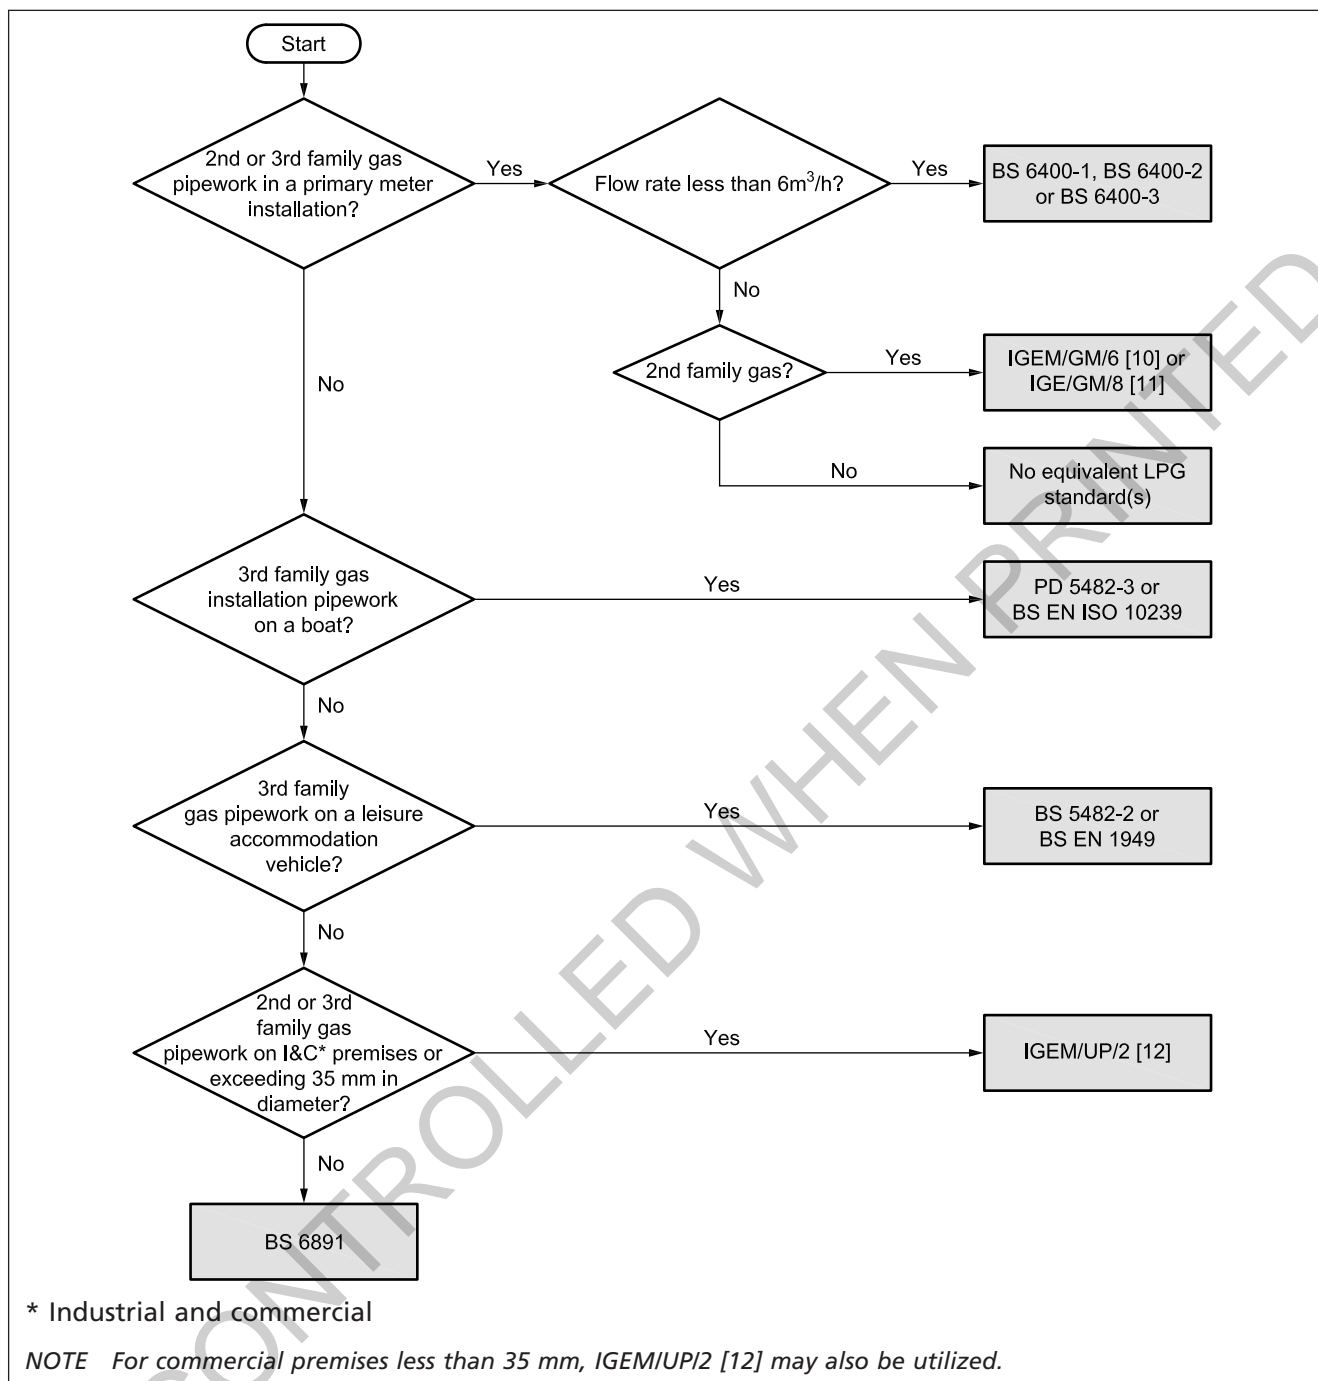 Start
2nd or 3rd family gas
pipework in a primary meter
installation?
Yes
Flow rate less than 6m³/h?
Yes
BS 6400-1, BS 6400-2
or BS 6400-3
No
No
2nd family gas?
Yes
IGEM/GM/6 [10] or
IGE/GM/8 [11]
No
No equivalent LPG
standard(s)
3rd family gas
installation pipework
on a boat?
Yes
PD 5482-3 or
BS EN ISO 10239
No
3rd family
gas pipework on a leisure
accommodation
vehicle?
Yes
BS 5482-2 or
BS EN 1949
No
2nd or 3rd
family gas
pipework on I&C* premises or
exceeding 35 mm in
diameter?
Yes
IGEM/UP/2 [12]
No
BS 6891
* Industrial and commercial
NOTE For commercial premises less than 35 mm, IGEM/UP/2 [12] may also be utilized.
CONTROLLED WHEN PRINTED